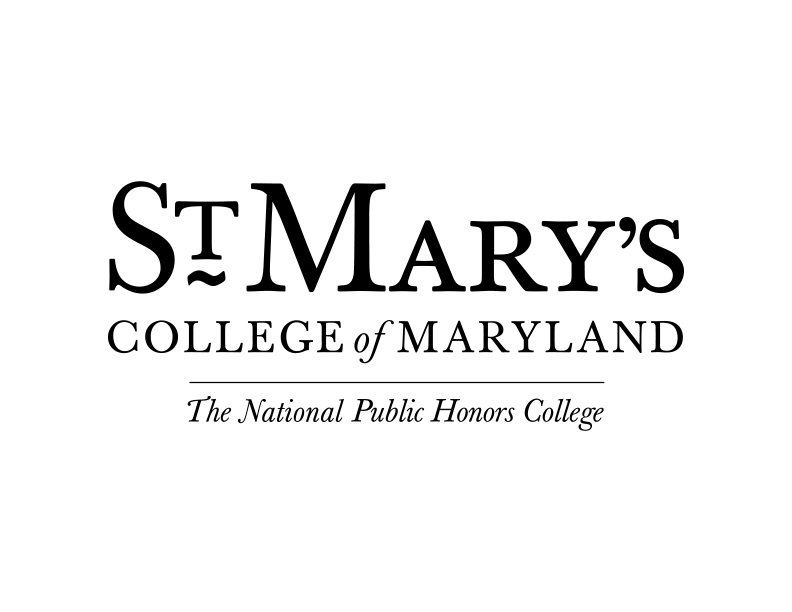 St Mary’s
COLLEGE of MARYLAND
The National Public Honors College